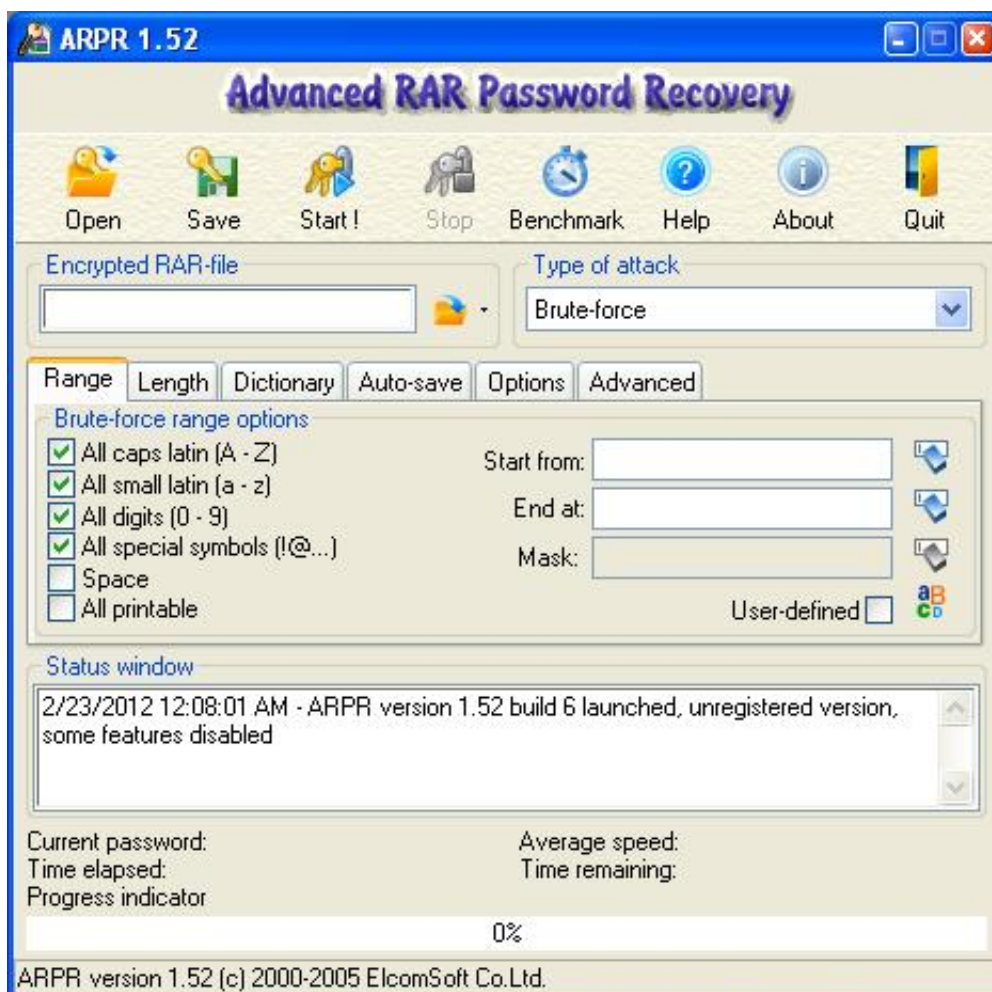 ARPR 1.52
Advanced RAR Password Recovery
Open Save Start ! Stop Benchmark Help About Quit
Encrypted RAR-file
Type of attack
Brute-force
Range Length Dictionary Auto-save Options Advanced
Brute-force range options
All caps latin (A - Z)
All small latin (a - z)
All digits (0 - 9)
All special symbols (!@...)
Space
All printable
Start from:
End at:
Mask:
User-defined
aBCD
Status window
2/23/2012 12:08:01 AM - ARPR version 1.52 build 6 launched, unregistered version,
some features disabled
Current password:
Average speed:
Time elapsed:
Time remaining:
Progress indicator
0%
ARPR version 1.52 (c) 2000-2005 ElcomSoft Co.Ltd.